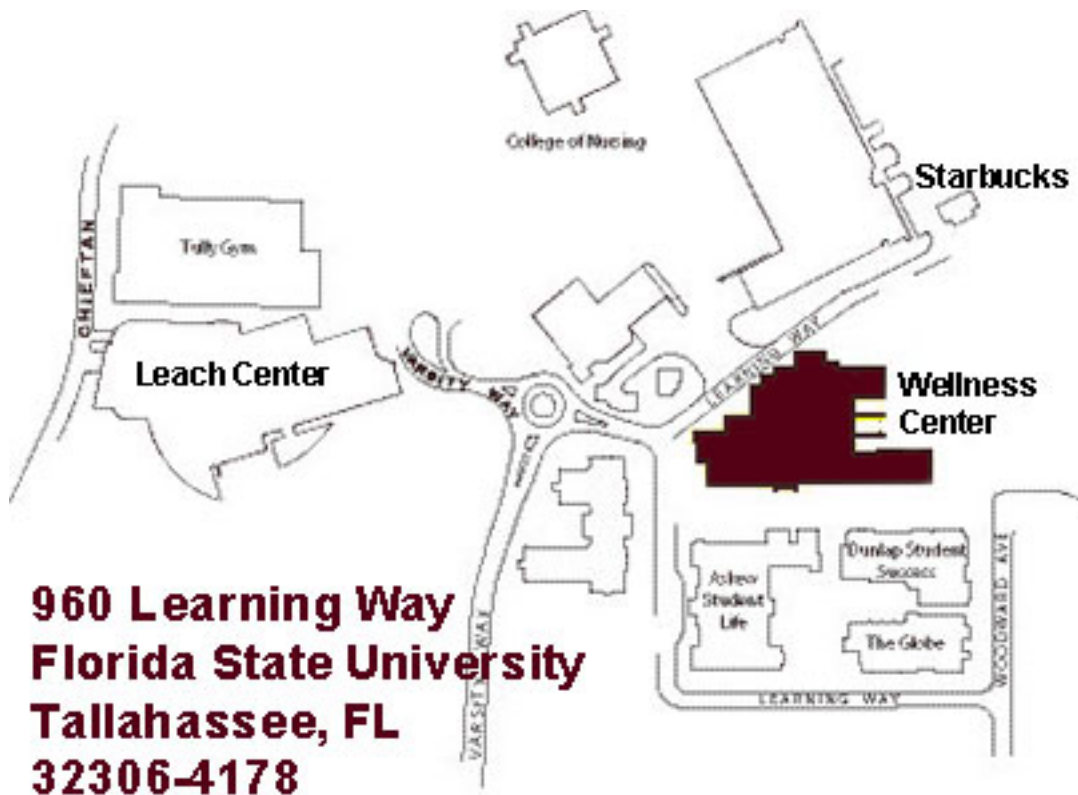 College of Nursing
Starbucks
Tully Gym
CHIEFTAN
Leach Center
VARSITY WAY
LEARNING WAY
Wellness
Center
Askew
Student
Life
Dunlap Student
Success
The Globe
WOODWARD AVE
LEARNING WAY
VARSITY WAY
960 Learning Way
Florida State University
Tallahassee, FL
32306-4178